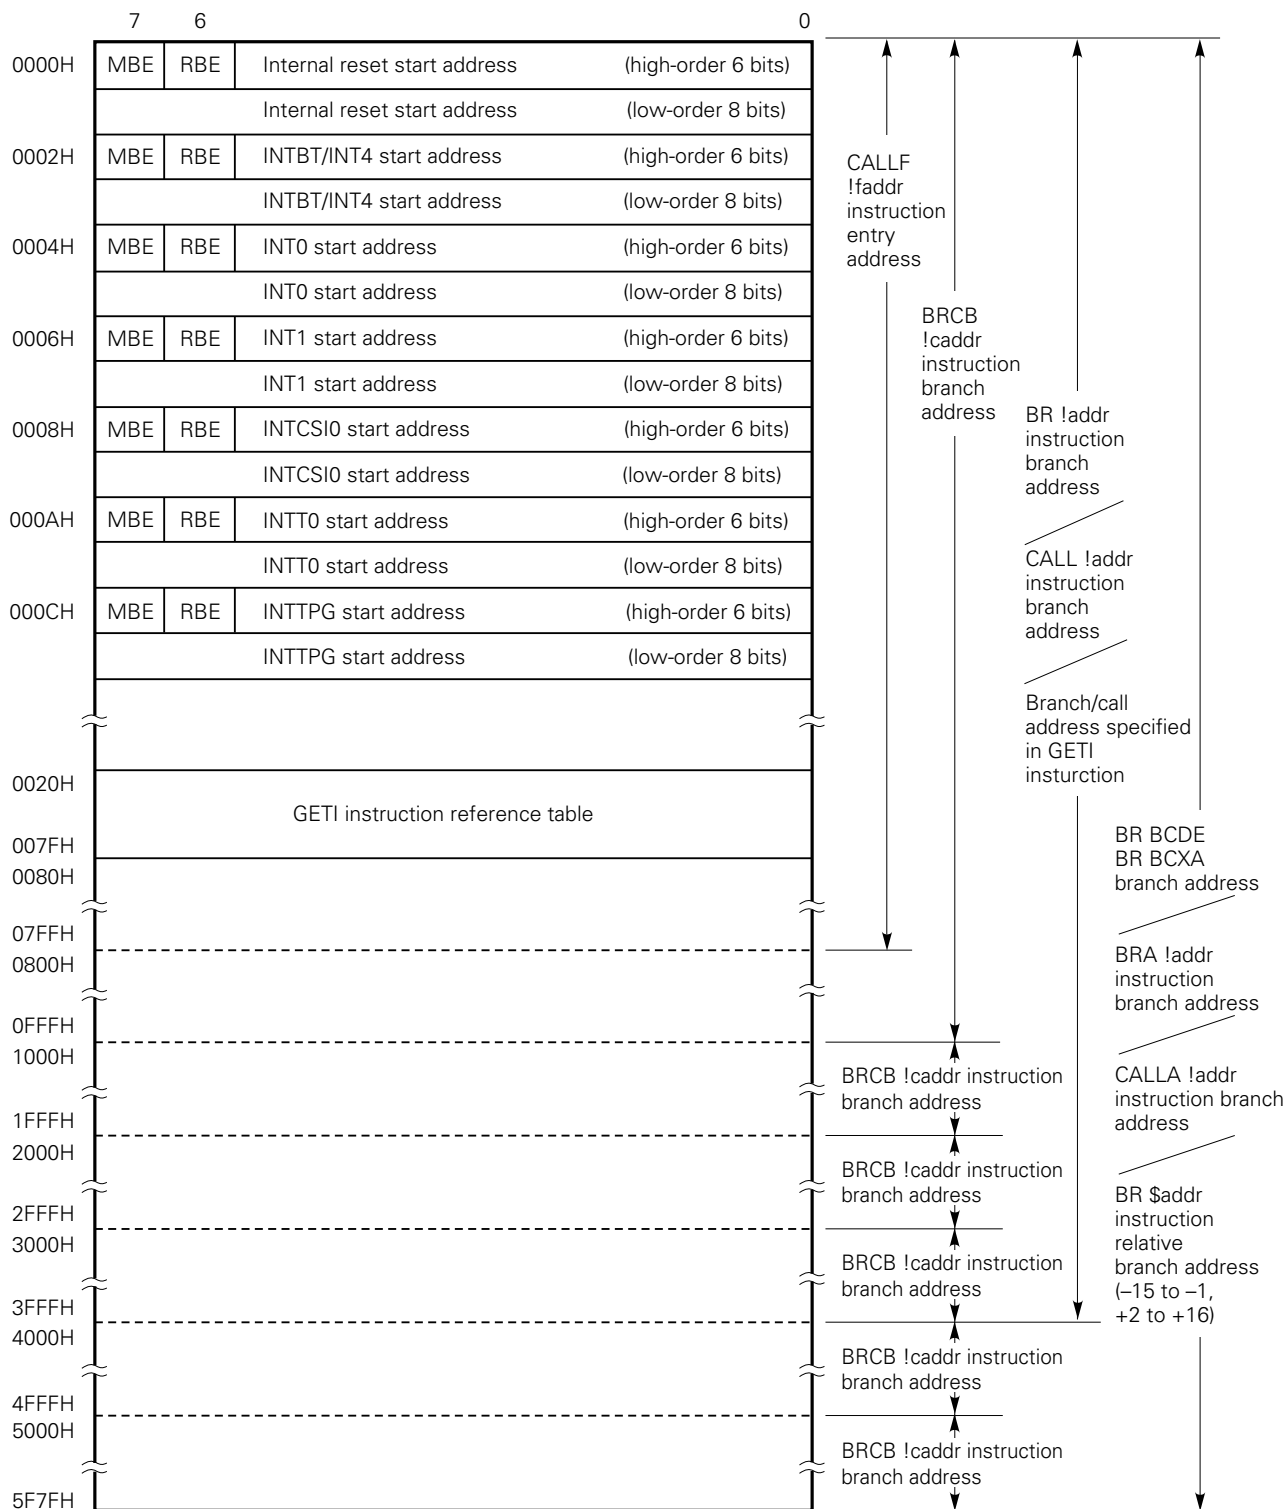 7 6 0
0000H MBE RBE Internal reset start address (high-order 6 bits)
Internal reset start address (low-order 8 bits)
0002H MBE RBE INTBT/INT4 start address (high-order 6 bits)
INTBT/INT4 start address (low-order 8 bits)
0004H MBE RBE INT0 start address (high-order 6 bits)
INT0 start address (low-order 8 bits)
0006H MBE RBE INT1 start address (high-order 6 bits)
INT1 start address (low-order 8 bits)
0008H MBE RBE INTCSI0 start address (high-order 6 bits)
INTCSI0 start address (low-order 8 bits)
000AH MBE RBE INTT0 start address (high-order 6 bits)
INTT0 start address (low-order 8 bits)
000CH MBE RBE INTTPG start address (high-order 6 bits)
INTTPG start address (low-order 8 bits)
0020H
GETI instruction reference table
007FH
0080H
07FFH
0800H
0FFFH
1000H
1FFFH
2000H
2FFFH
3000H
3FFFH
4000H
4FFFH
5000H
5F7FH
CALLF
!faddr
instruction
entry
address
BRCB
!caddr
instruction
branch
address
BRCB !caddr instruction
branch address
BRCB !caddr instruction
branch address
BRCB !caddr instruction
branch address
BRCB !caddr instruction
branch address
BRCB !caddr instruction
branch address
BR !addr
instruction
branch
address
CALL !addr
instruction
branch
address
Branch/call
address specified
in GETI
insturction
BR BCDE
BR BCXA
branch address
BRA !addr
instruction
branch address
CALLA !addr
instruction branch
address
BR $addr
instruction
relative
branch address
(–15 to –1,
+2 to +16)